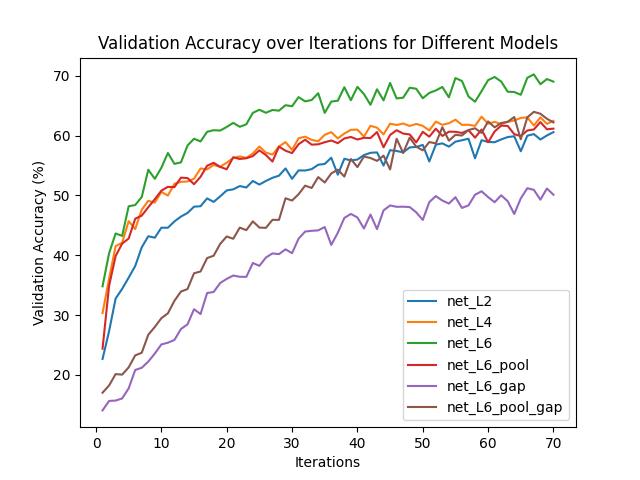 Validation Accuracy over Iterations for Different Models
Validation Accuracy (%)
70
60
50
40
30
20
0
10
20
30
40
50
60
70
Iterations
net_L2
net_L4
net_L6
net_L6_pool
net_L6_gap
net_L6_pool_gap